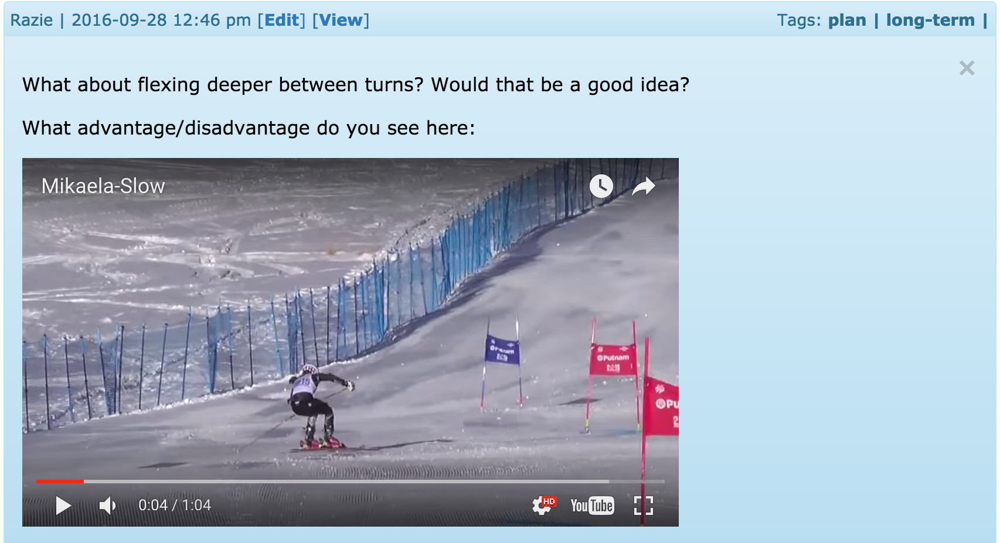 Razie | 2016-09-28 12:46 pm [Edit] [View]
Tags: plan | long-term |
×
What about flexing deeper between turns? Would that be a good idea?
What advantage/disadvantage do you see here:
Mikaela-Slow
Putnam
Putnam
15
0:04 / 1:04
HD
YouTube